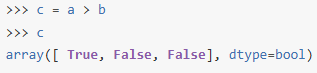 >>> c = a > b
>>> c
array([ True, False, False], dtype=bool)